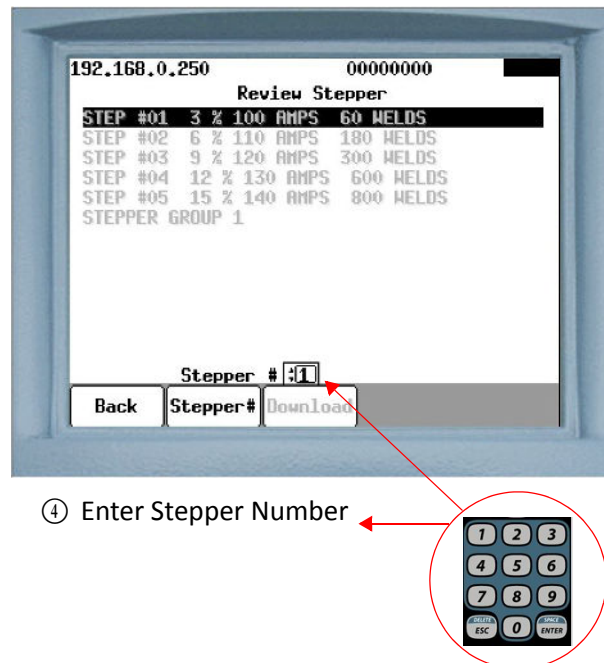 192.168.0.250 00000000
Review Stepper
STEP #01 3 % 100 AMPS 60 WELDS
STEP #02 6 % 110 AMPS 180 WELDS
STEP #03 9 % 120 AMPS 300 WELDS
STEP #04 12 % 130 AMPS 600 WELDS
STEP #05 15 % 140 AMPS 800 WELDS
STEPPER GROUP 1
Stepper # 1
Back Stepper# Download
④ Enter Stepper Number
1 2 3
4 5 6
7 8 9
DELETE ESC 0 SPACE ENTER